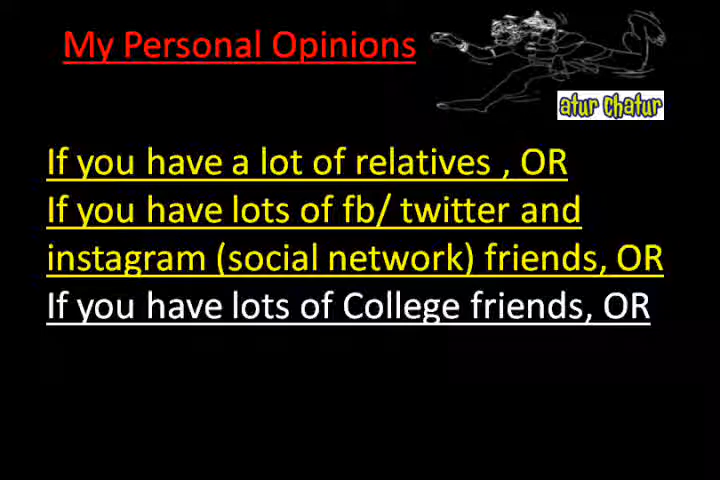 My Personal Opinions
atur chatur
If you have a lot of relatives , OR
If you have lots of fb/ twitter and
instagram (social network) friends, OR
If you have lots of College friends, OR